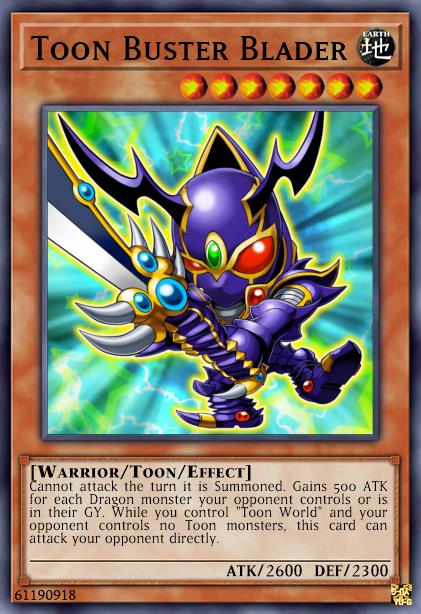 TOON BUSTER BLADER
EARTH
地
[WARRIOR/TOON/EFFECT]
Cannot attack the turn it is Summoned. Gains 500 ATK
for each Dragon monster your opponent controls or is
in their GY. While you control "Toon World" and your
opponent controls no Toon monsters, this card can
attack your opponent directly.
ATK/2600 DEF/2300
61190918